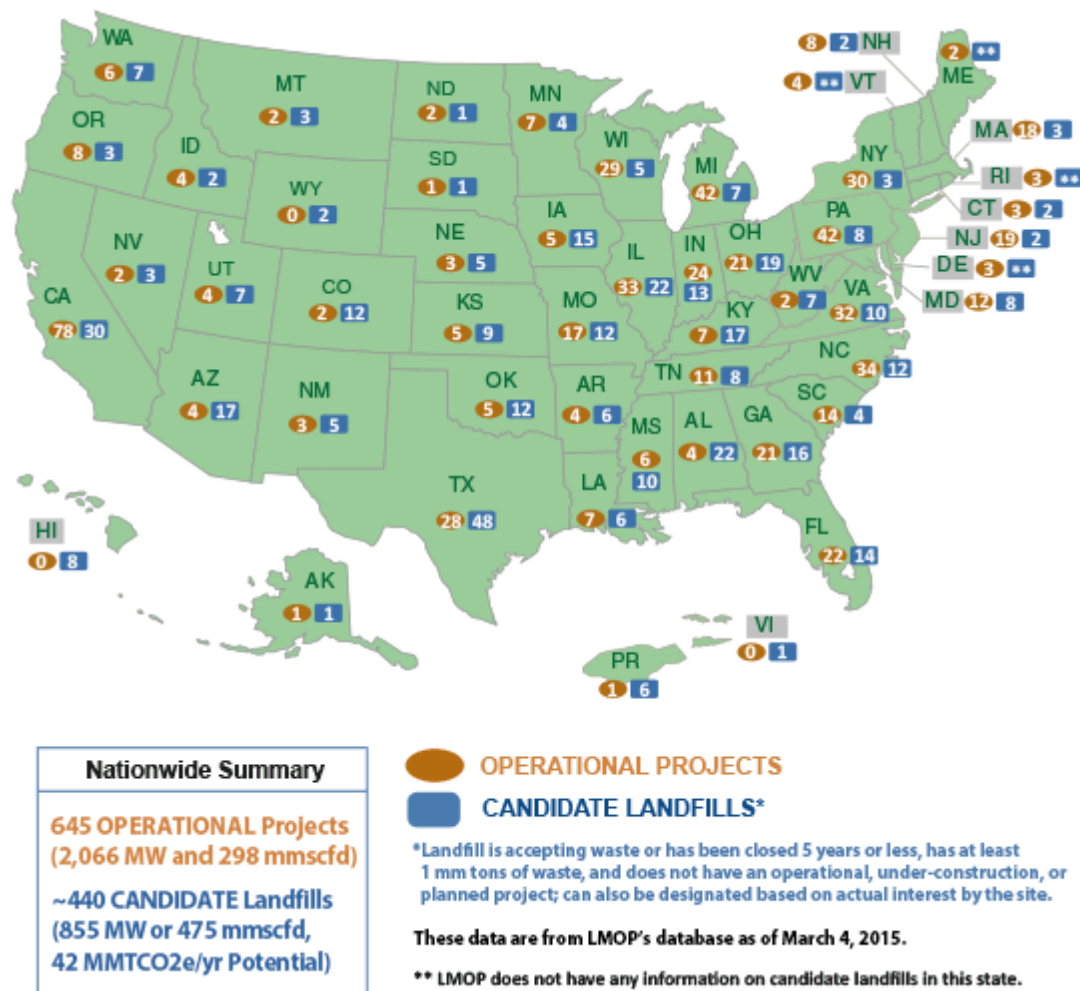 WA
6 7
OR
8 3
ID
4 2
MT
2 3
WY
0 2
ND
2 1
SD
1 1
NE
3 5
MN
7 4
IA
5 15
WI
29 5
MI
42 7
NY
30 3
8 2 NH
4 ** VT
2 **
ME
MA 18 3
RI 3 **
CT 3 2
NJ 19 2
DE 3 **
MD 12 8
PA
42 8
OH
21 19
IN
24
13
IL
33 22
WV
2 7
VA
32 10
KY
7 17
NV
2 3
UT
4 7
CO
2 12
KS
5 9
MO
17 12
CA
78 30
AZ
4 17
NM
3 5
OK
5 12
AR
4 6
TN 11 8
NC
34 12
SC
14 4
MS
6
10
AL
4 22
GA
21 16
TX
28 48
LA
7 6
FL
22 14
HI
0 8
AK
1 1
PR
1 6
VI
0 1
Nationwide Summary
645 OPERATIONAL Projects
(2,066 MW and 298 mmscfd)
~440 CANDIDATE Landfills
(855 MW or 475 mmscfd,
42 MMTCO2e/yr Potential)
OPERATIONAL PROJECTS
CANDIDATE LANDFILLS*
*Landfill is accepting waste or has been closed 5 years or less, has at least
1 mm tons of waste, and does not have an operational, under-construction, or
planned project; can also be designated based on actual interest by the site.
These data are from LMOP's database as of March 4, 2015.
** LMOP does not have any information on candidate landfills in this state.